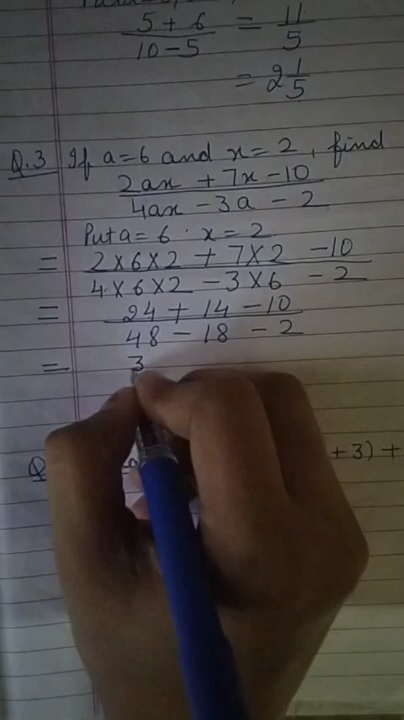 5 + 6 = 11
10 - 5 5
= 2 1/5
Q.3 If a = 6 and x = 2, find
2ax + 7x - 10
4ax - 3a - 2
Put a = 6 . x = 2
= 2 × 6 × 2 + 7 × 2 - 10
4 × 6 × 2 - 3 × 6 - 2
= 24 + 14 - 10
48 - 18 - 2
= 3
Q + 3) +